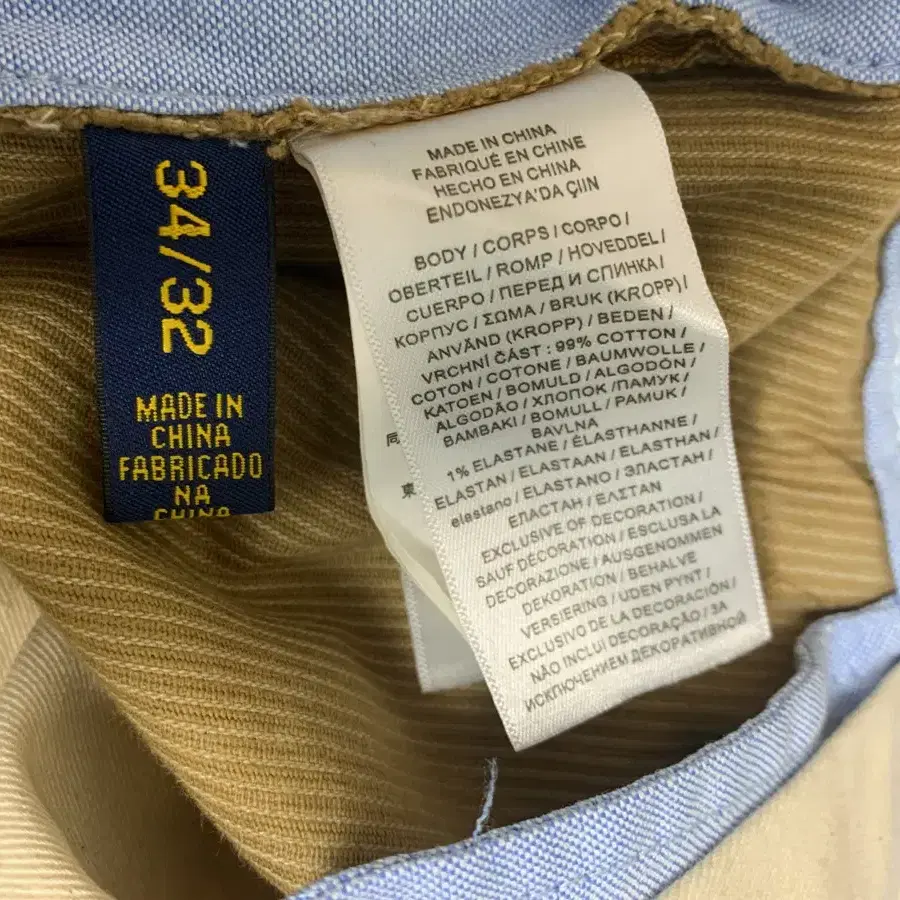 34/32
MADE IN
CHINA
FABRICADO
NA
CHINA
MADE IN CHINA
FABRIQUÉ EN CHINE
HECHO EN CHINA
ENDONEZYA'DA ÇIIN
BODY / CORPS / CORPO /
OBERTEIL / ROMP / HOVEDDEL /
CUERPO / ПЕРЕД И СПИНКА /
КОРПУС / ΣΩΜΑ / BRUK (KROPP) /
ANVÄND (KROPP) / BEDEN /
VRCHNÍ ČÁST : 99% COTTON /
COTON / COTONE / BAUMWOLLE /
KATOEN / BOMULD / ALGODÓN /
ALGODÃO / ХЛОПОК /ПАМУК /
BAMBAKI / BOMULL / PAMUK /
BAVLNA
1% ELASTANE / ÉLASTHANNE /
ELASTAN / ELASTAAN / ELASTHAN /
elastano / ELASTANO / ЭЛАСТАН /
ЕЛАСТАН / ΕΛΣΤΑΝ
EXCLUSIVE OF DECORATION /
SAUF DÉCORATION / ESCLUSA LA
DECORAZIONE / AUSGENOMMEN
DEKORATION / BEHALVE
VERSIERING / UDEN PYNT /
EXCLUSIVO DE LA DECORACIÓN /
NÃO INCLUI DECORAÇÃO / ЗА
ИСКЛЮЧЕНИЕМ ДЕКОРАТИВНОЙ
同
東